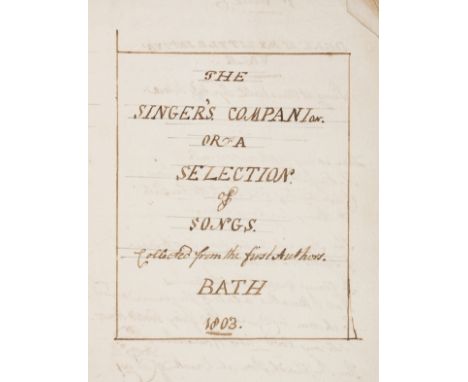 THE
SINGER'S COMPANIon.
OR A
SELECTION
of
SONGS.
Collected from the first Authors.
BATH
1803.